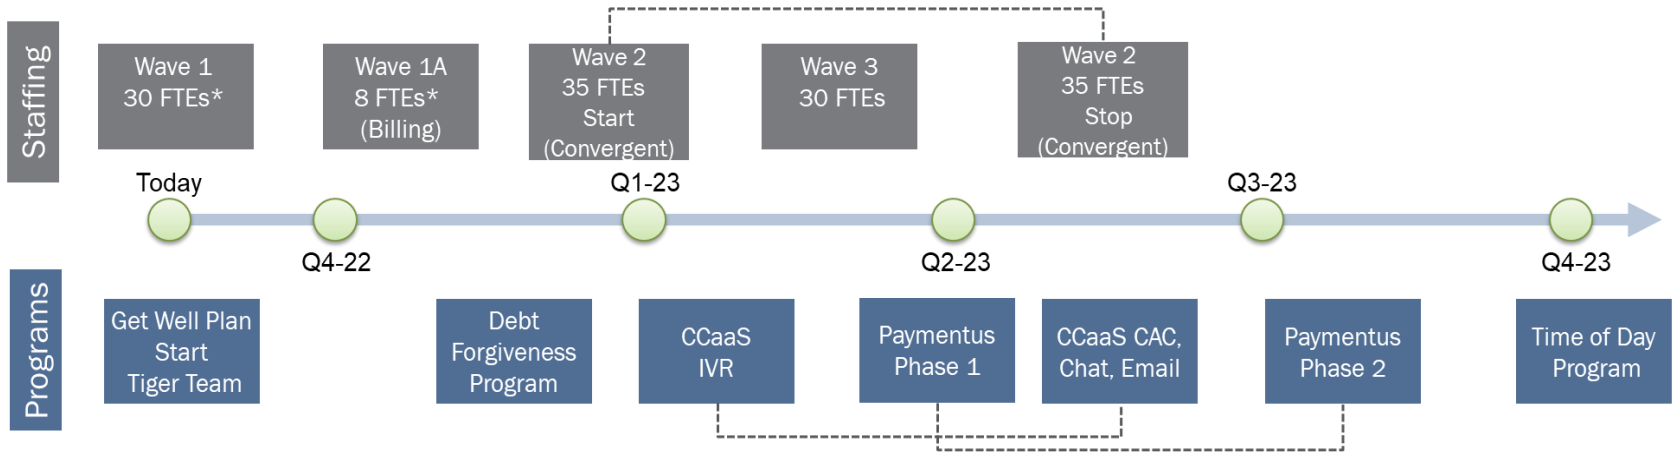 Staffing
Wave 1
30 FTEs*
Wave 1A
8 FTEs*
(Billing)
Wave 2
35 FTEs
Start
(Convergent)
Wave 3
30 FTEs
Wave 2
35 FTEs
Stop
(Convergent)
Today
Q4-22
Q1-23
Q2-23
Q3-23
Q4-23
Programs
Get Well Plan
Start
Tiger Team
Debt
Forgiveness
Program
CCaaS
IVR
Paymentus
Phase 1
CCaaS CAC,
Chat, Email
Paymentus
Phase 2
Time of Day
Program